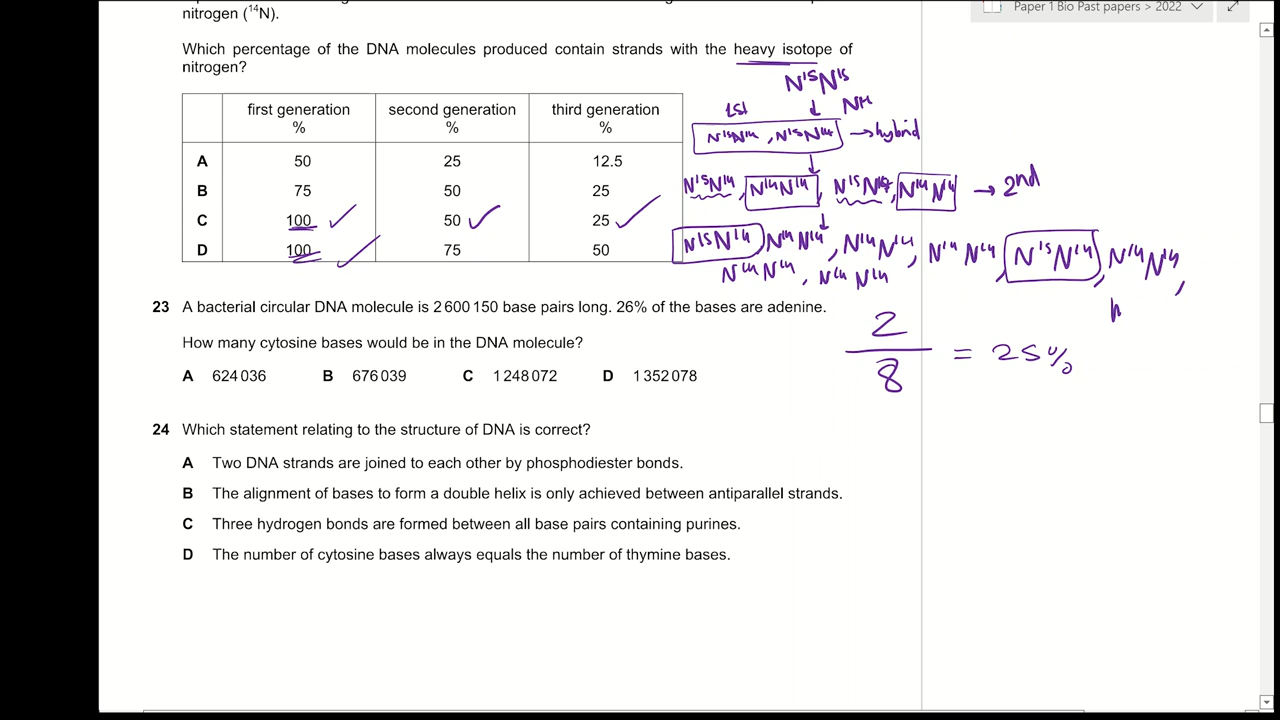 Paper 1 Bio Past papers > 2022
nitrogen (¹⁴N).
Which percentage of the DNA molecules produced contain strands with the heavy isotope of
nitrogen?
first generation second generation third generation
% % %
A 50 25 12.5
B 75 50 25
C 100 50 25
D 100 75 50
N¹⁵N¹⁵
1st N¹⁴
N¹⁵N¹⁴, N¹⁵N¹⁴ → hybrid
N¹⁵N¹⁴, N¹⁴N¹⁴, N¹⁵N¹⁴, N¹⁴N¹⁴ → 2nd
N¹⁵N¹⁴ N¹⁴N¹⁴, N¹⁴N¹⁴, N¹⁴N¹⁴, N¹⁵N¹⁴, N¹⁴N¹⁴,
N¹⁴N¹⁴, N¹⁴N¹⁴
2
8
= 25%
23 A bacterial circular DNA molecule is 2 600 150 base pairs long. 26% of the bases are adenine.
How many cytosine bases would be in the DNA molecule?
A 624 036 B 676 039 C 1 248 072 D 1 352 078
24 Which statement relating to the structure of DNA is correct?
A Two DNA strands are joined to each other by phosphodiester bonds.
B The alignment of bases to form a double helix is only achieved between antiparallel strands.
C Three hydrogen bonds are formed between all base pairs containing purines.
D The number of cytosine bases always equals the number of thymine bases.